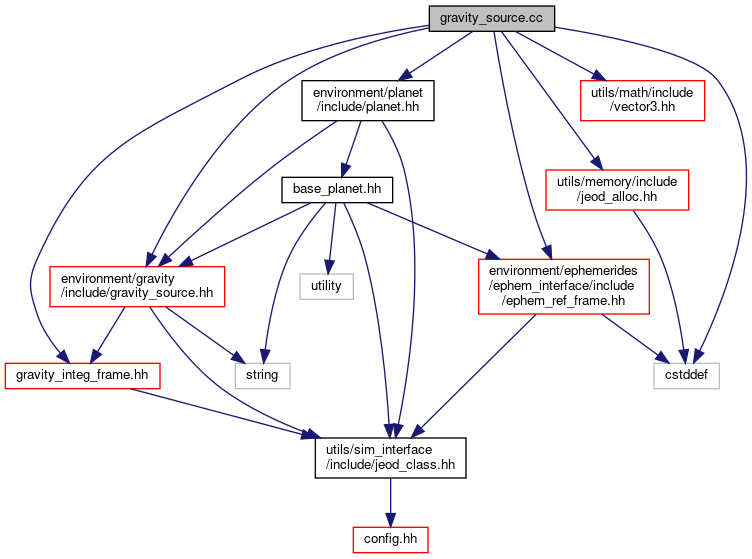 gravity_source.cc
environment/planet
/include/planet.hh
utils/math/include
/vector3.hh
base_planet.hh
utils/memory/include
/jeod_alloc.hh
environment/gravity
/include/gravity_source.hh
utility
environment/ephemerides
/ephem_interface/include
/ephem_ref_frame.hh
gravity_integ_frame.hh
string
cstddef
utils/sim_interface
/include/jeod_class.hh
config.hh